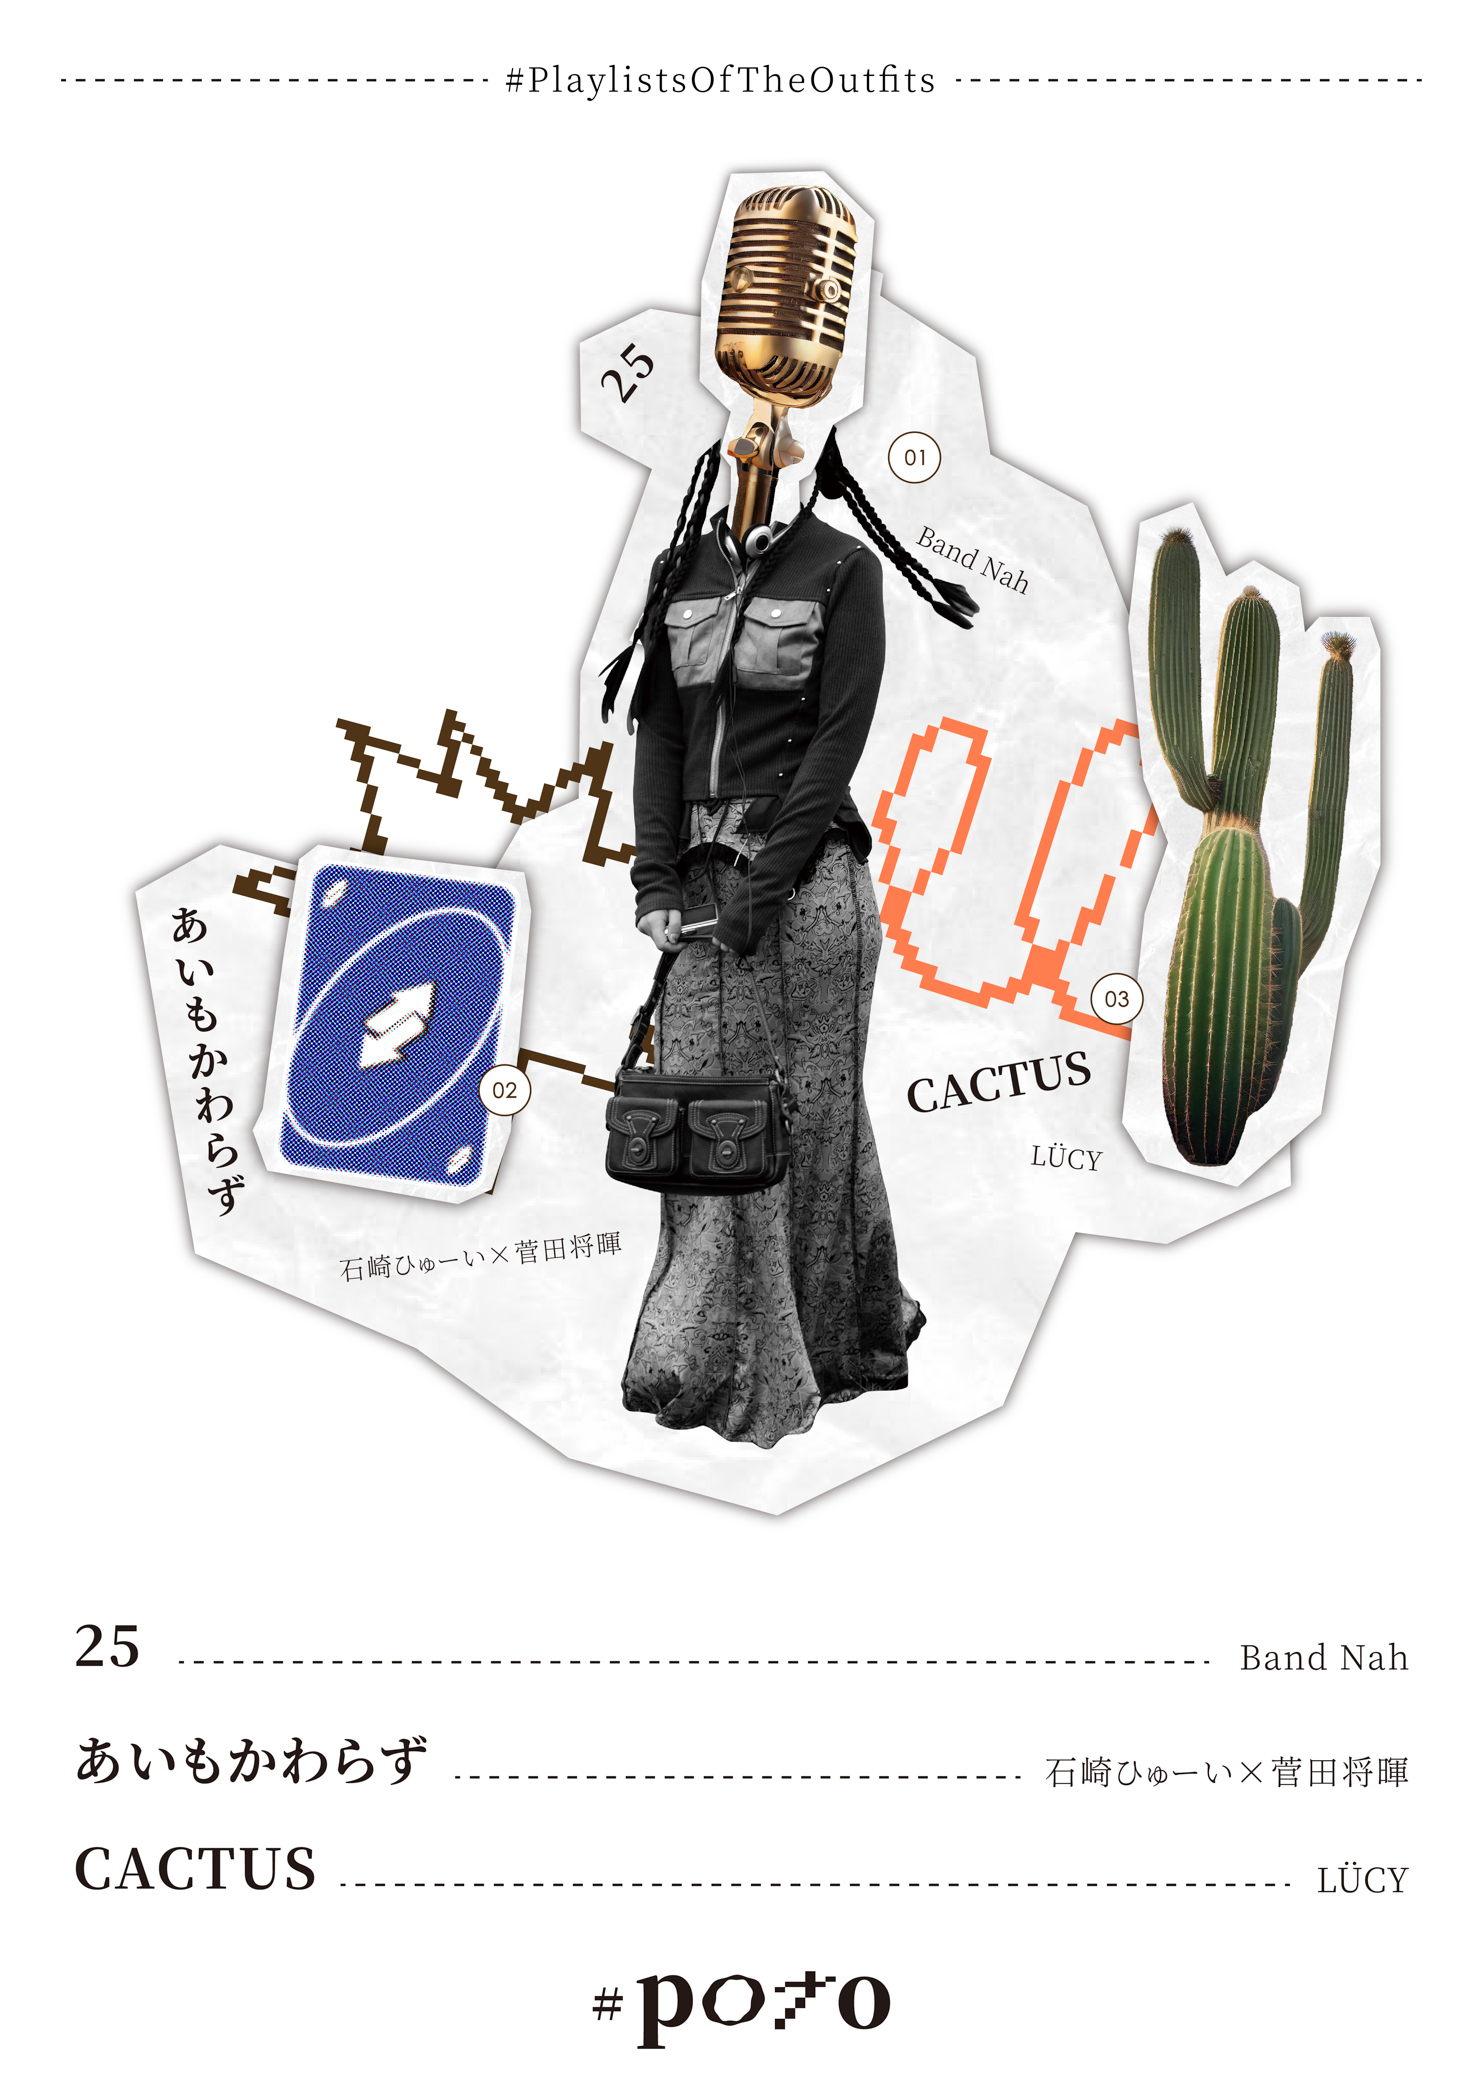 #PlaylistsOfTheOutfits
25
01
Band Nah
あいもかわらず
02
石崎ひゅーい×菅田将暉
03
CACTUS
LÜCY
25 Band Nah
あいもかわらず 石崎ひゅーい×菅田将暉
CACTUS LÜCY
#poto